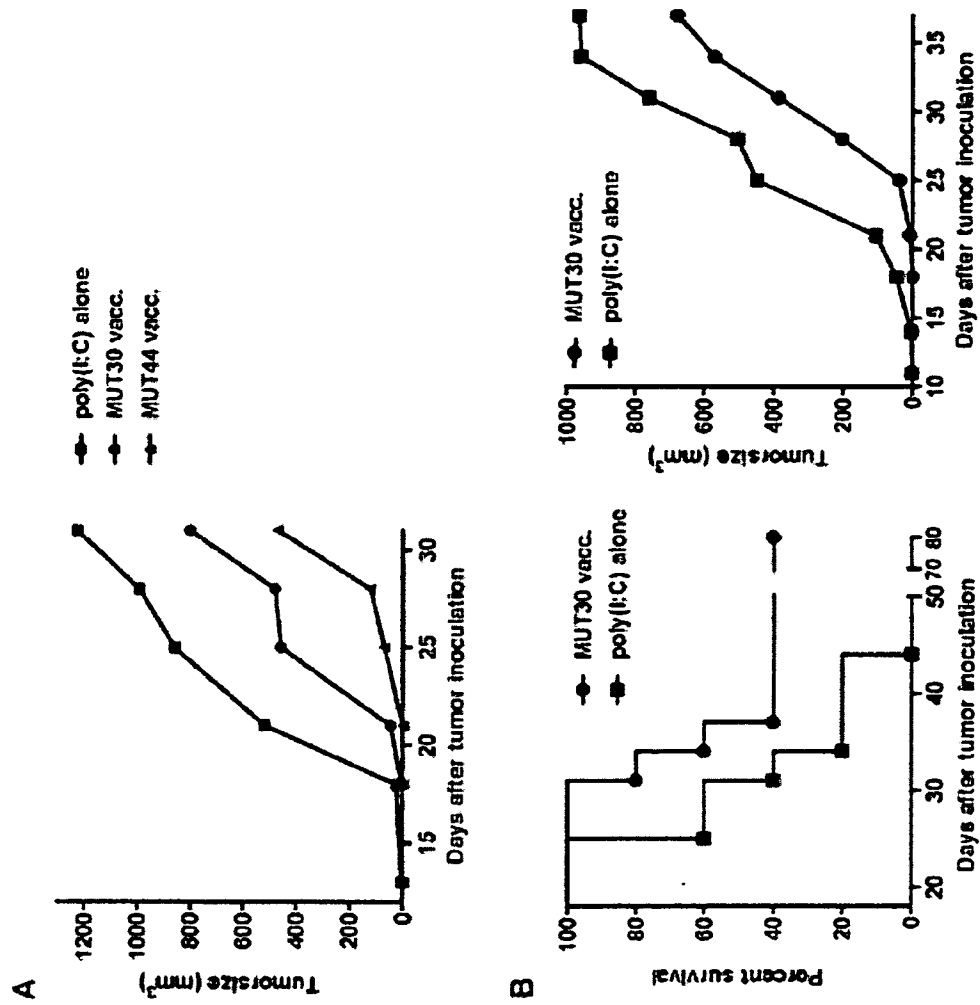 A
Tumorsize (mm³)
1200
1000
800
600
400
200
0
15
20
25
30
Days after tumor inoculation
poly(I:C) alone
MUT30 vacc.
MUT44 vacc.
B
Percent survival
100
80
60
40
20
0
20
30
40
50
70
80
Days after tumor inoculation
MUT30 vacc.
poly(I:C) alone
Tumorsize (mm³)
1000
800
600
400
200
0
10
15
20
25
30
35
Days after tumor inoculation
MUT30 vacc.
poly(I:C) alone